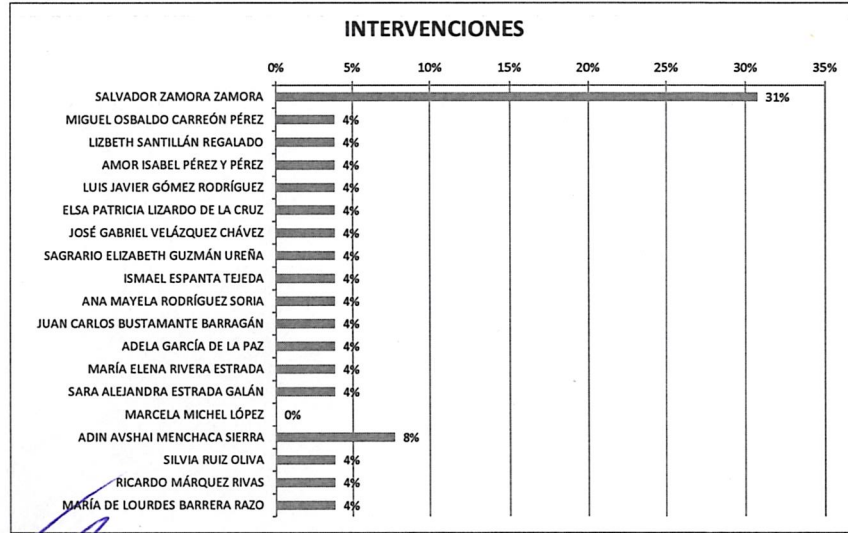 INTERVENCIONES
0% 5% 10% 15% 20% 25% 30% 35%
SALVADOR ZAMORA ZAMORA 31%
MIGUEL OSBALDO CARREÓN PÉREZ 4%
LIZBETH SANTILLÁN REGALADO 4%
AMOR ISABEL PÉREZ Y PÉREZ 4%
LUIS JAVIER GÓMEZ RODRÍGUEZ 4%
ELSA PATRICIA LIZARDO DE LA CRUZ 4%
JOSÉ GABRIEL VELÁZQUEZ CHÁVEZ 4%
SAGRARIO ELIZABETH GUZMÁN UREÑA 4%
ISMAEL ESPANTA TEJEDA 4%
ANA MAYELA RODRÍGUEZ SORIA 4%
JUAN CARLOS BUSTAMANTE BARRAGÁN 4%
ADELA GARCÍA DE LA PAZ 4%
MARÍA ELENA RIVERA ESTRADA 4%
SARA ALEJANDRA ESTRADA GALÁN 4%
MARCELA MICHEL LÓPEZ 0%
ADIN AVSHAI MENCHACA SIERRA 8%
SILVIA RUIZ OLIVA 4%
RICARDO MÁRQUEZ RIVAS 4%
MARÍA DE LOURDES BARRERA RAZO 4%